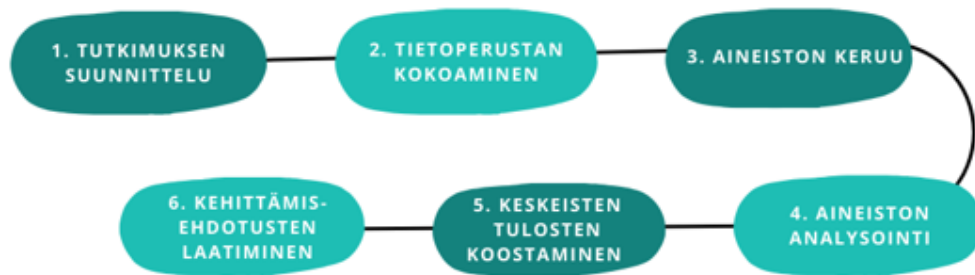 1. TUTKIMUKSEN
SUUNNITTELU
2. TIETOPERUSTAN
KOKOAMINEN
3. AINEISTON KERUU
4. AINEISTON
ANALYSOINTI
5. KESKEISTEN
TULOSTEN
KOOSTAMINEN
6. KEHITTÄMIS-
EHDOTUSTEN
LAATIMINEN